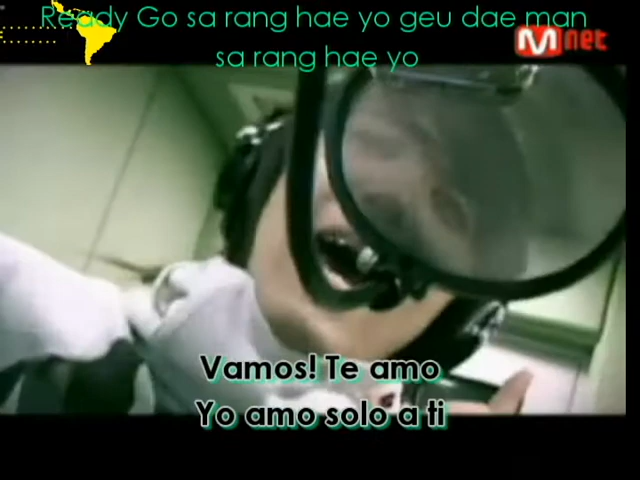 Ready Go sa rang hae yo geu dae man
sa rang hae yo
Mnet
Vamos! Te amo
Yo amo solo a ti